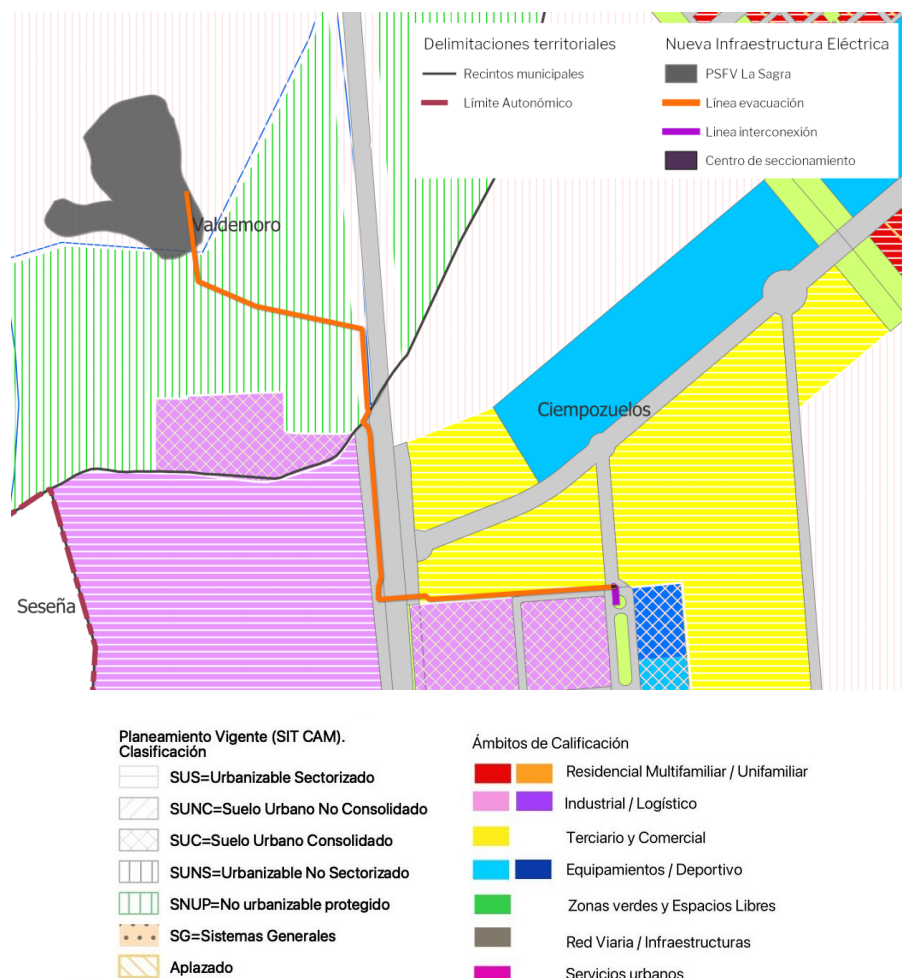 Delimitaciones territoriales
Recintos municipales
Límite Autonómico
Nueva Infraestructura Eléctrica
PSFV La Sagra
Línea evacuación
Linea interconexión
Centro de seccionamiento
Valdemoro
Ciempozuelos
Seseña
Planeamiento Vigente (SIT CAM).
Clasificación
SUS=Urbanizable Sectorizado
SUNC=Suelo Urbano No Consolidado
SUC=Suelo Urbano Consolidado
SUNS=Urbanizable No Sectorizado
SNUP=No urbanizable protegido
SG=Sistemas Generales
Aplazado
Ámbitos de Calificación
Residencial Multifamiliar / Unifamiliar
Industrial / Logístico
Terciario y Comercial
Equipamientos / Deportivo
Zonas verdes y Espacios Libres
Red Viaria / Infraestructuras
Servicios urbanos